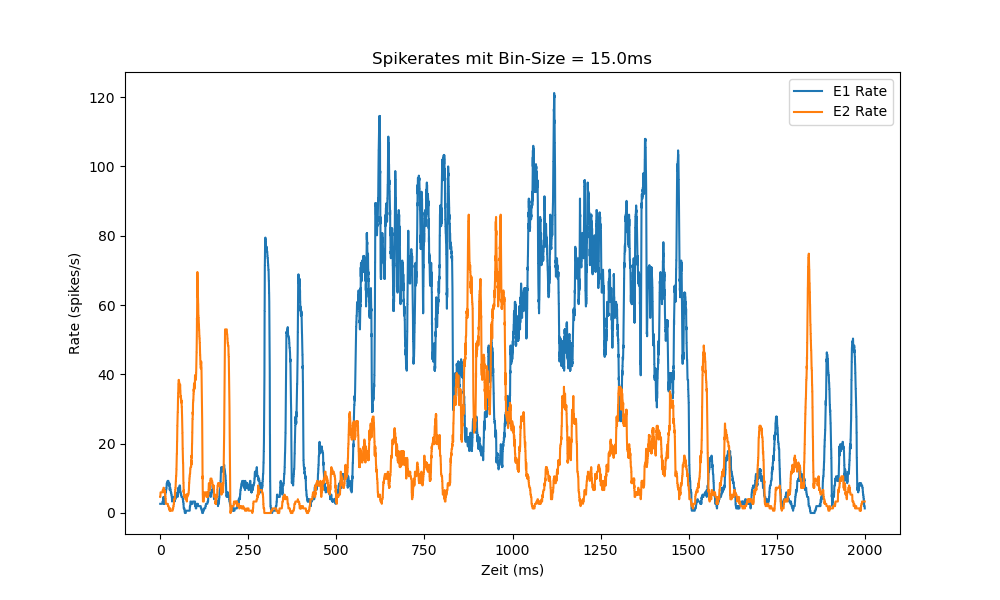 Spikerates mit Bin-Size = 15.0ms
E1 Rate
E2 Rate
Rate (spikes/s)
120
100
80
60
40
20
0
0 250 500 750 1000 1250 1500 1750 2000
Zeit (ms)